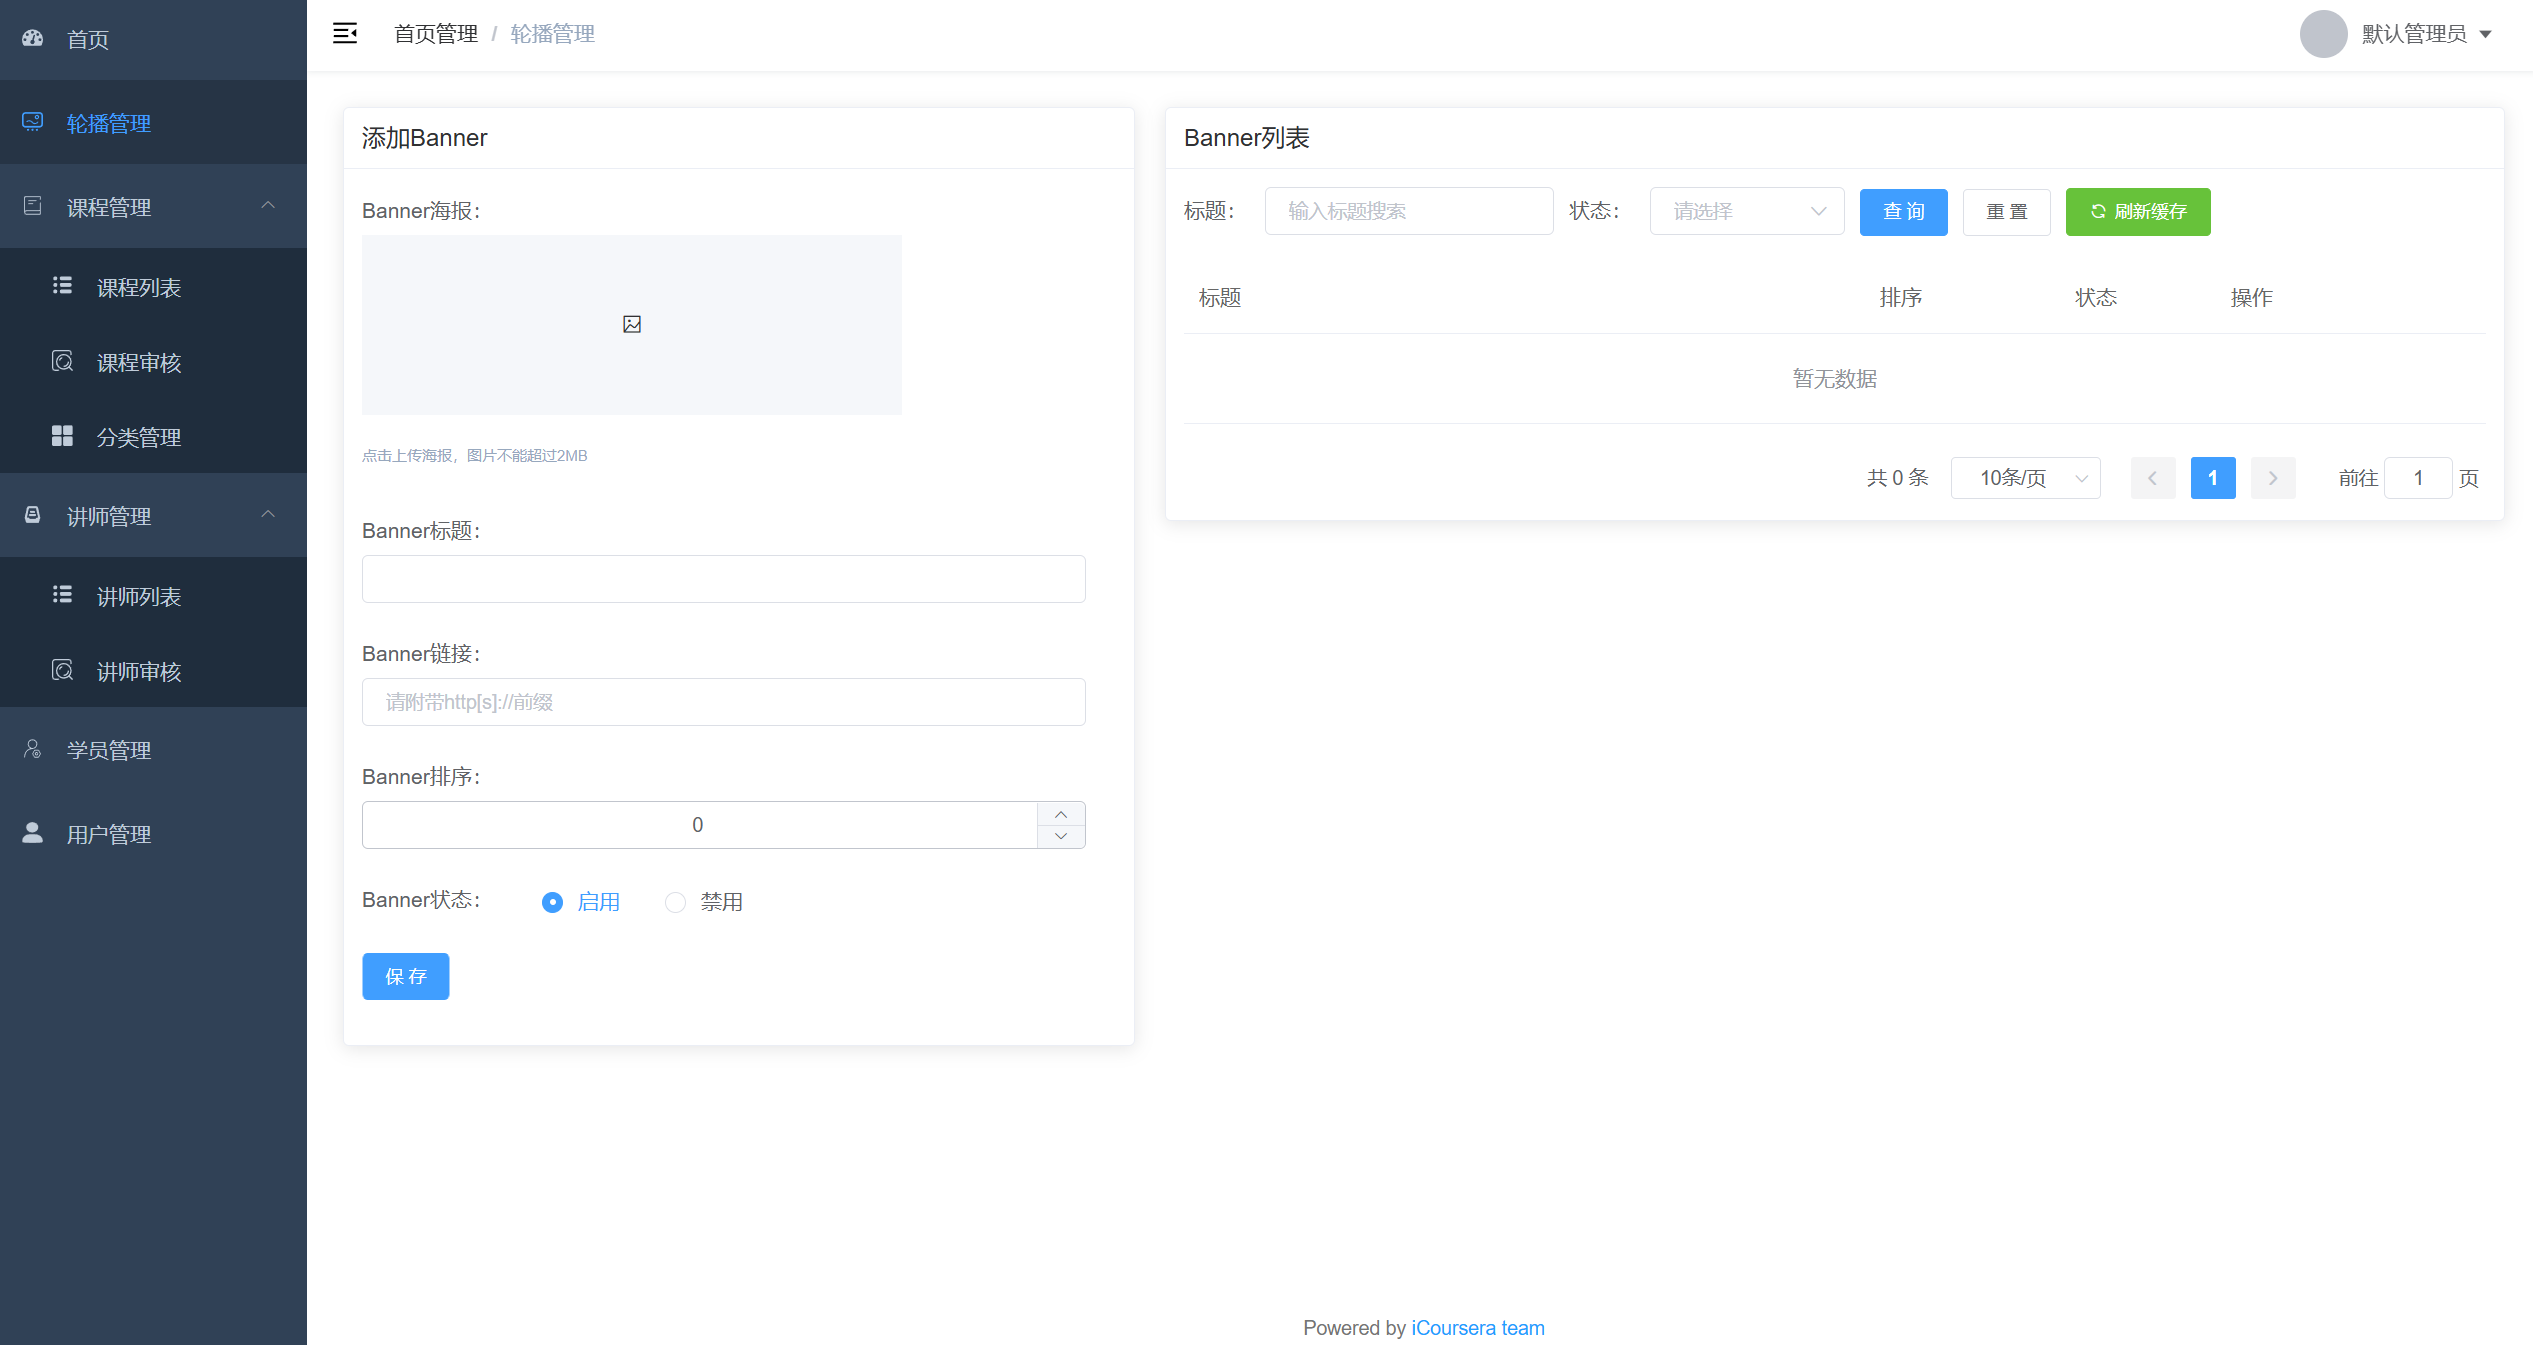 首页
轮播管理
课程管理
课程列表
课程审核
分类管理
讲师管理
讲师列表
讲师审核
学员管理
用户管理
首页管理 / 轮播管理
默认管理员
添加Banner
Banner海报:
点击上传海报，图片不能超过2MB
Banner标题:
Banner链接:
请附带http[s]://前缀
Banner排序:
0
Banner状态:
启用 禁用
保 存
Banner列表
标题: 输入标题搜索 状态: 请选择 查 询 重 置 刷新缓存
标题 排序 状态 操作
暂无数据
共 0 条 10条/页 1 前往 1 页
Powered by iCoursera team